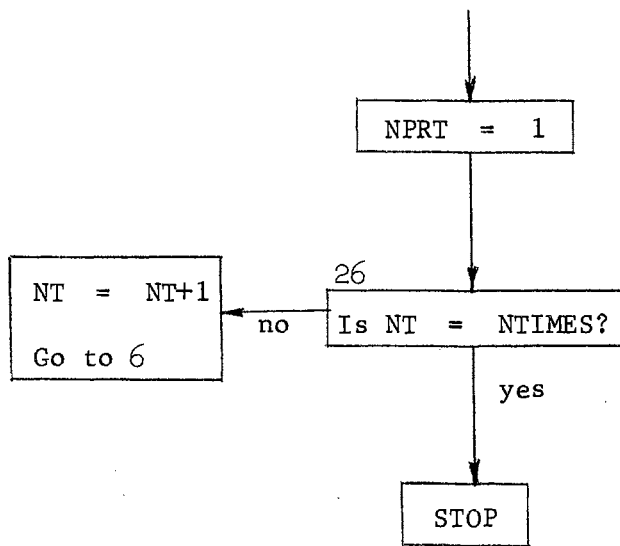 NPRT = 1
26
Is NT = NTIMES?
no
NT = NT+1
Go to 6
yes
STOP